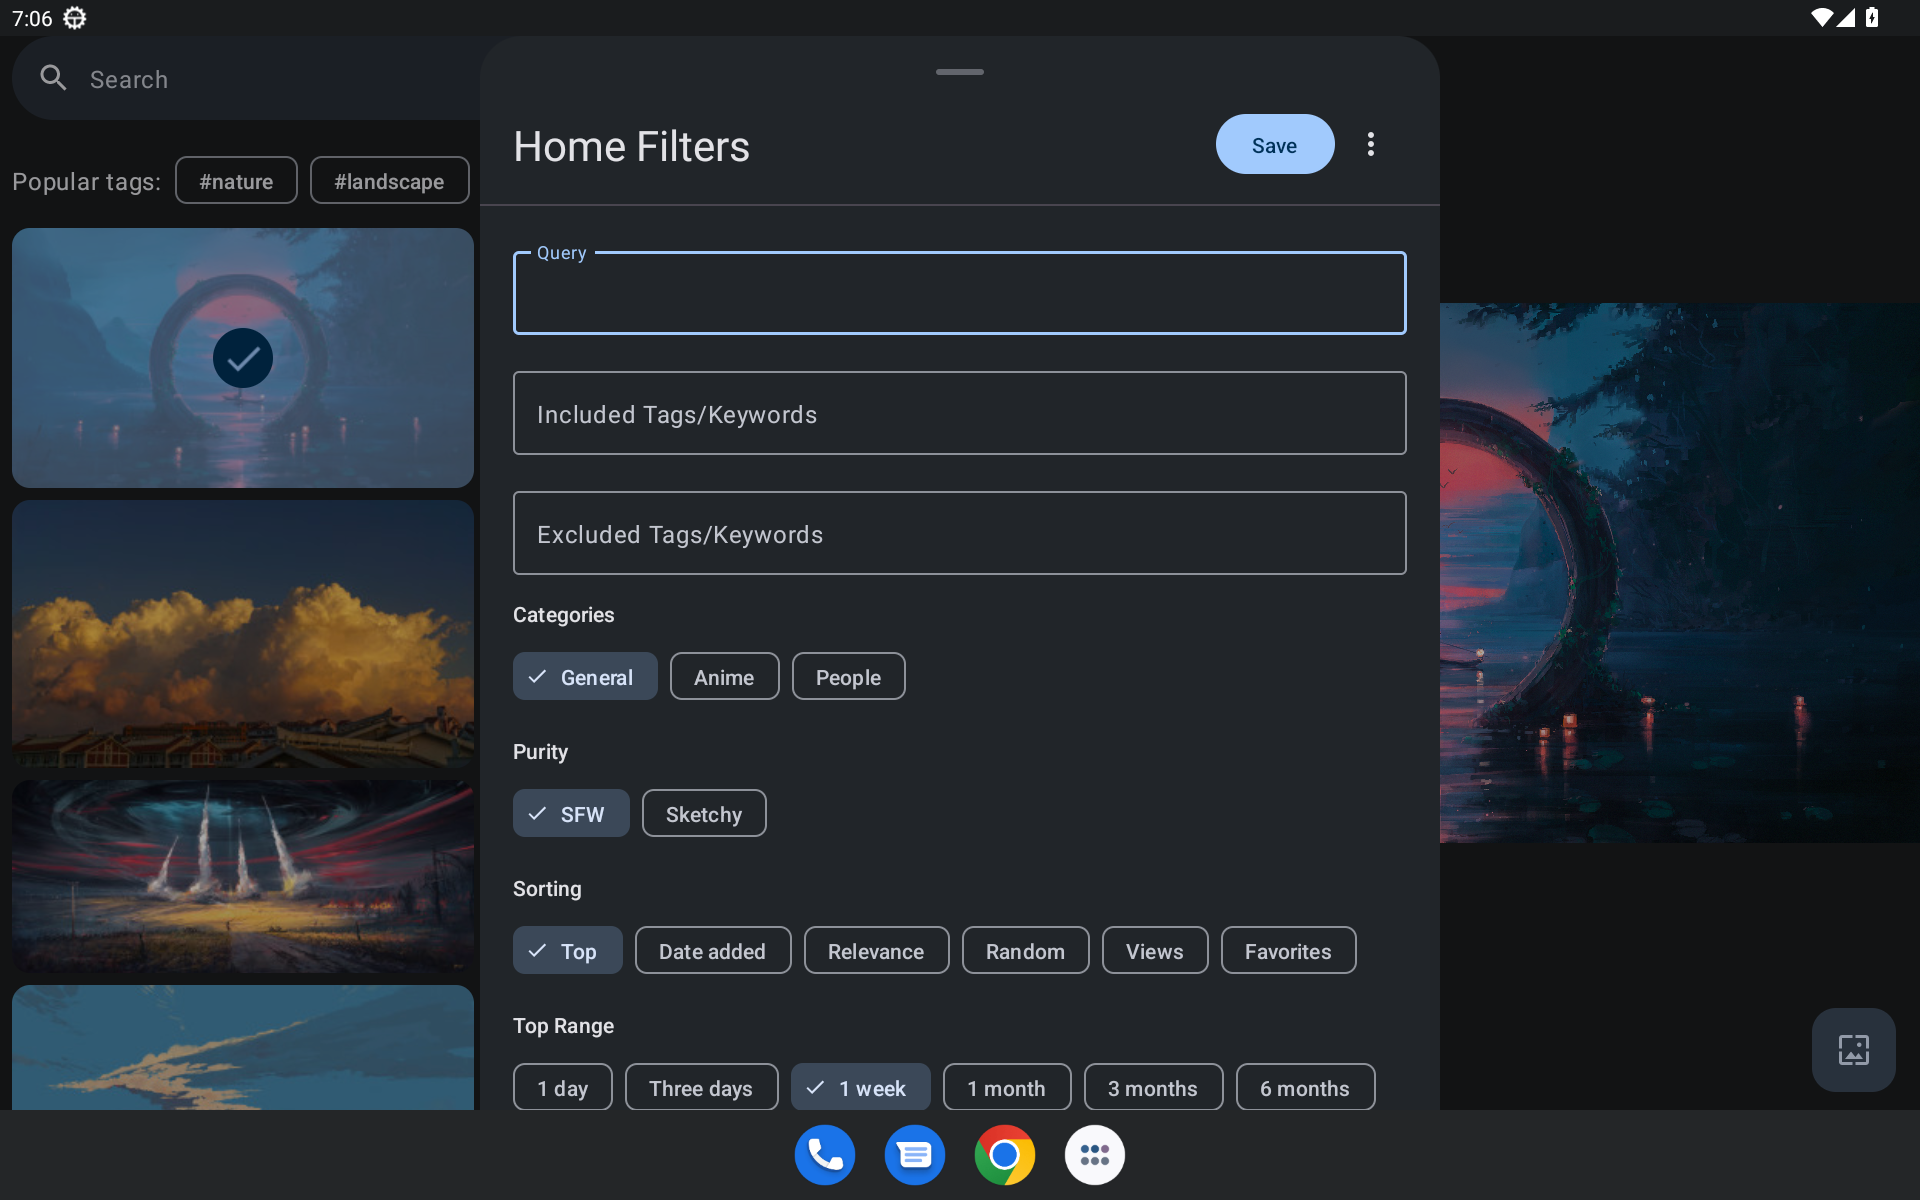 7:06
Search
Popular tags: #nature #landscape
Home Filters
Save
Query
Included Tags/Keywords
Excluded Tags/Keywords
Categories
General Anime People
Purity
SFW Sketchy
Sorting
Top Date added Relevance Random Views Favorites
Top Range
1 day Three days 1 week 1 month 3 months 6 months